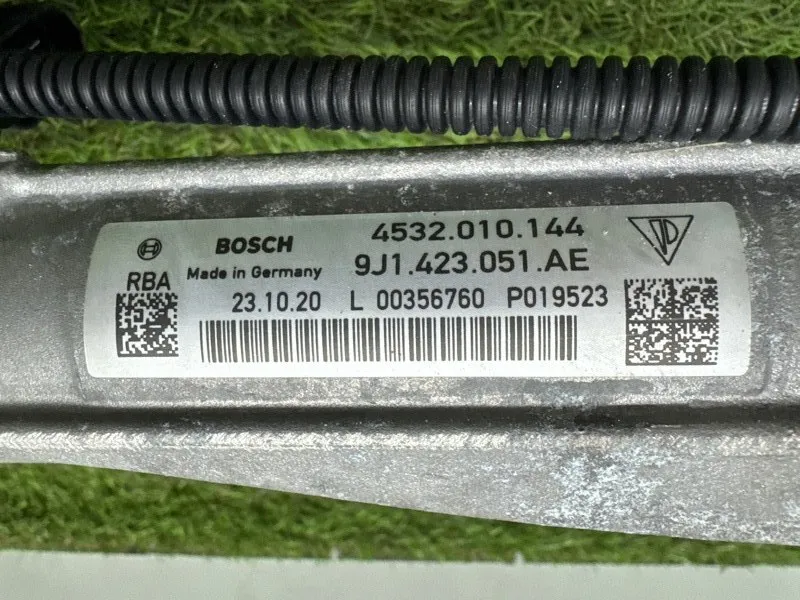 BOSCH 4532.010.144
RBA Made in Germany 9J1.423.051.AE
23.10.20 L 00356760 P019523